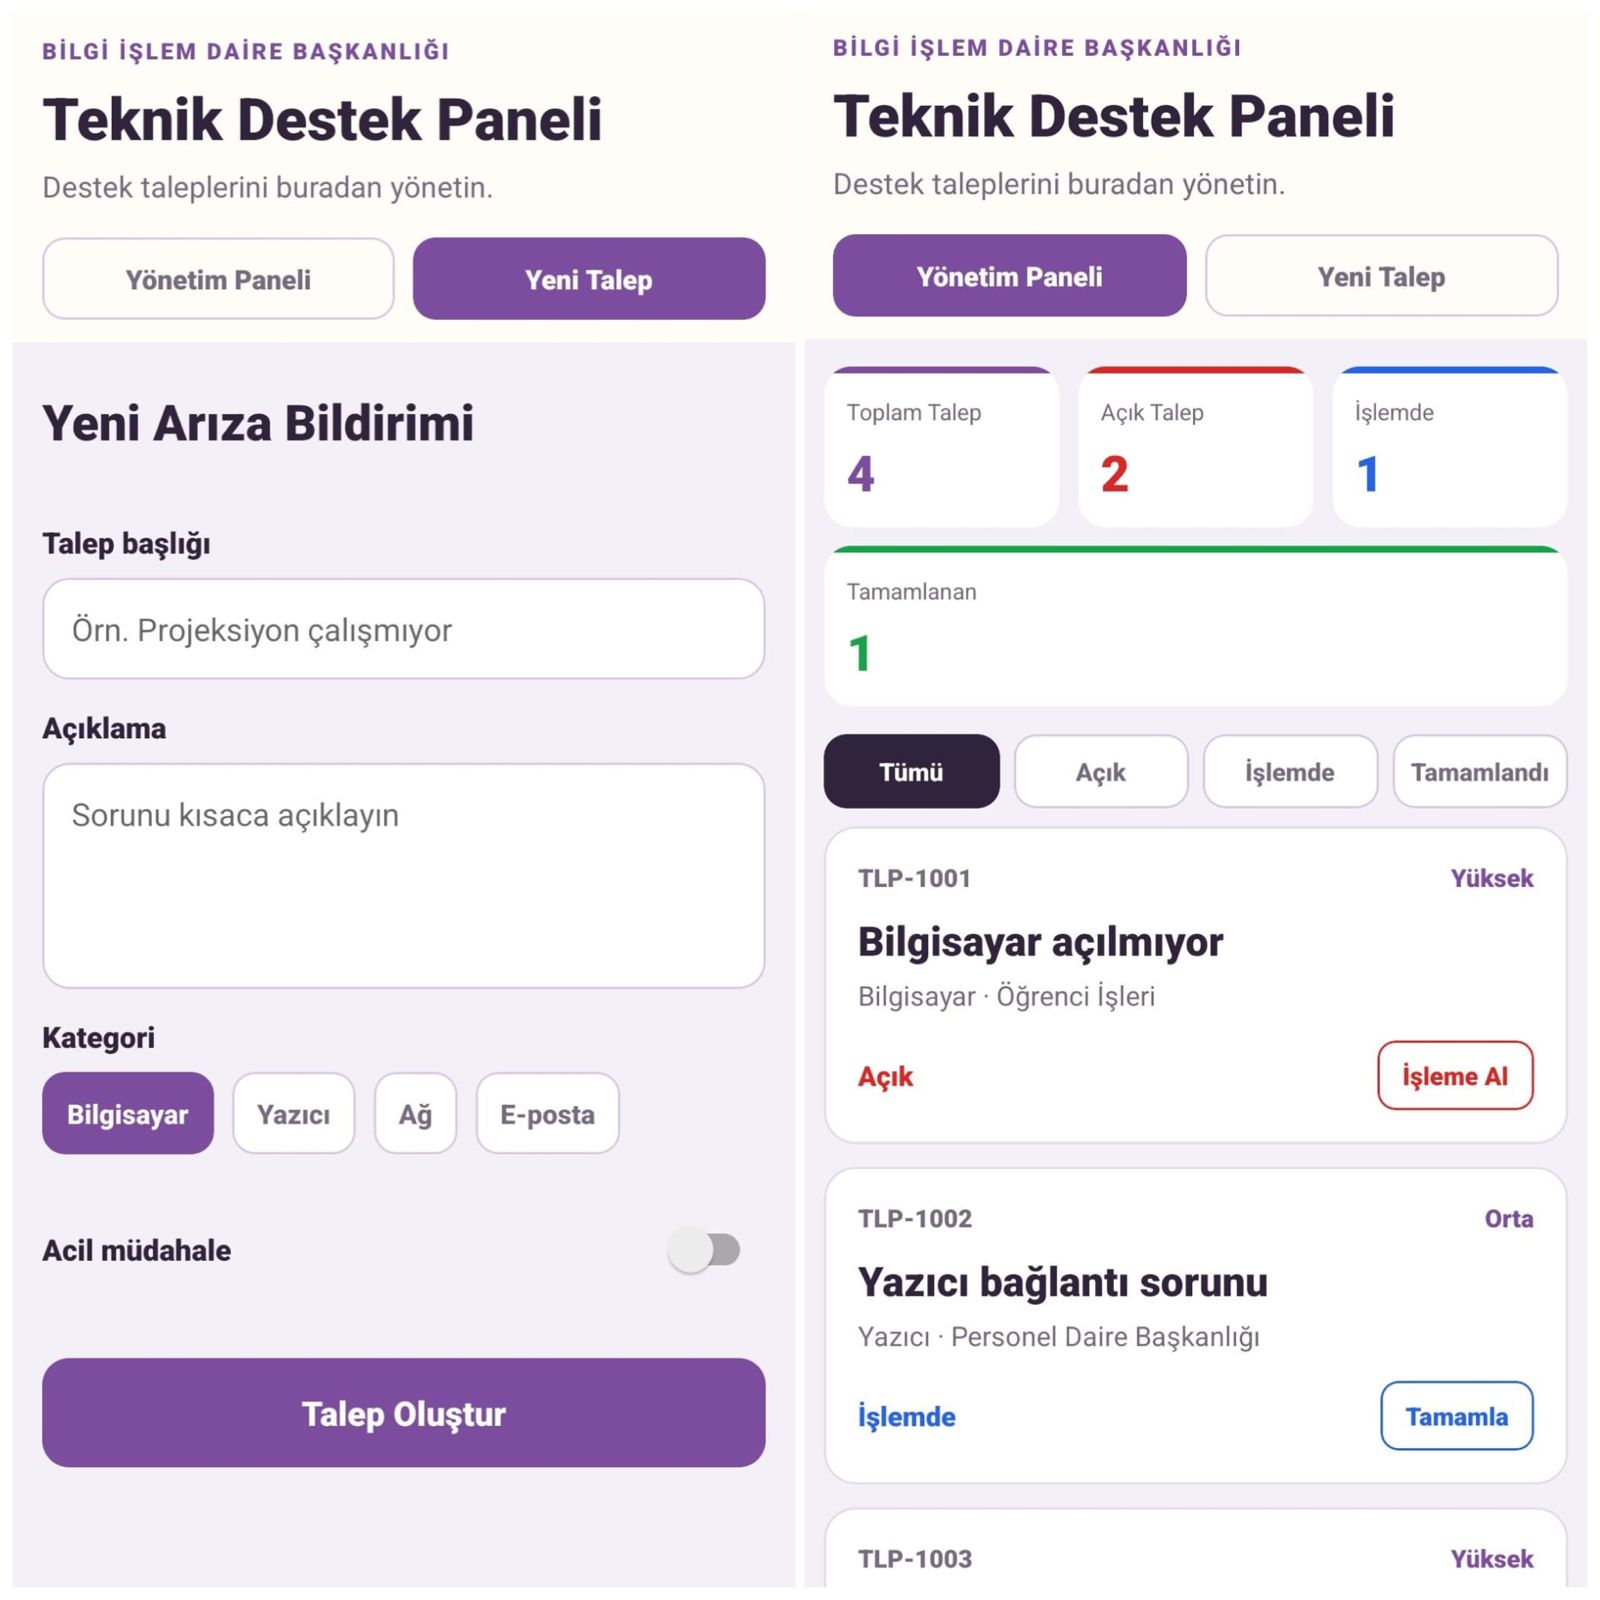 BİLGİ İŞLEM DAİRE BAŞKANLIĞI
Teknik Destek Paneli
Destek taleplerini buradan yönetin.
Yönetim Paneli
Yeni Talep
Yeni Arıza Bildirimi
Talep başlığı
Örn. Projeksiyon çalışmıyor
Açıklama
Sorunu kısaca açıklayın
Kategori
Bilgisayar
Yazıcı
Ağ
E-posta
Acil müdahale
Talep Oluştur
BİLGİ İŞLEM DAİRE BAŞKANLIĞI
Teknik Destek Paneli
Destek taleplerini buradan yönetin.
Yönetim Paneli
Yeni Talep
Toplam Talep
4
Açık Talep
2
İşlemde
1
Tamamlanan
1
Tümü
Açık
İşlemde
Tamamlandı
TLP-1001
Yüksek
Bilgisayar açılmıyor
Bilgisayar · Öğrenci İşleri
Açık
İşleme Al
TLP-1002
Orta
Yazıcı bağlantı sorunu
Yazıcı · Personel Daire Başkanlığı
İşlemde
Tamamla
TLP-1003
Yüksek